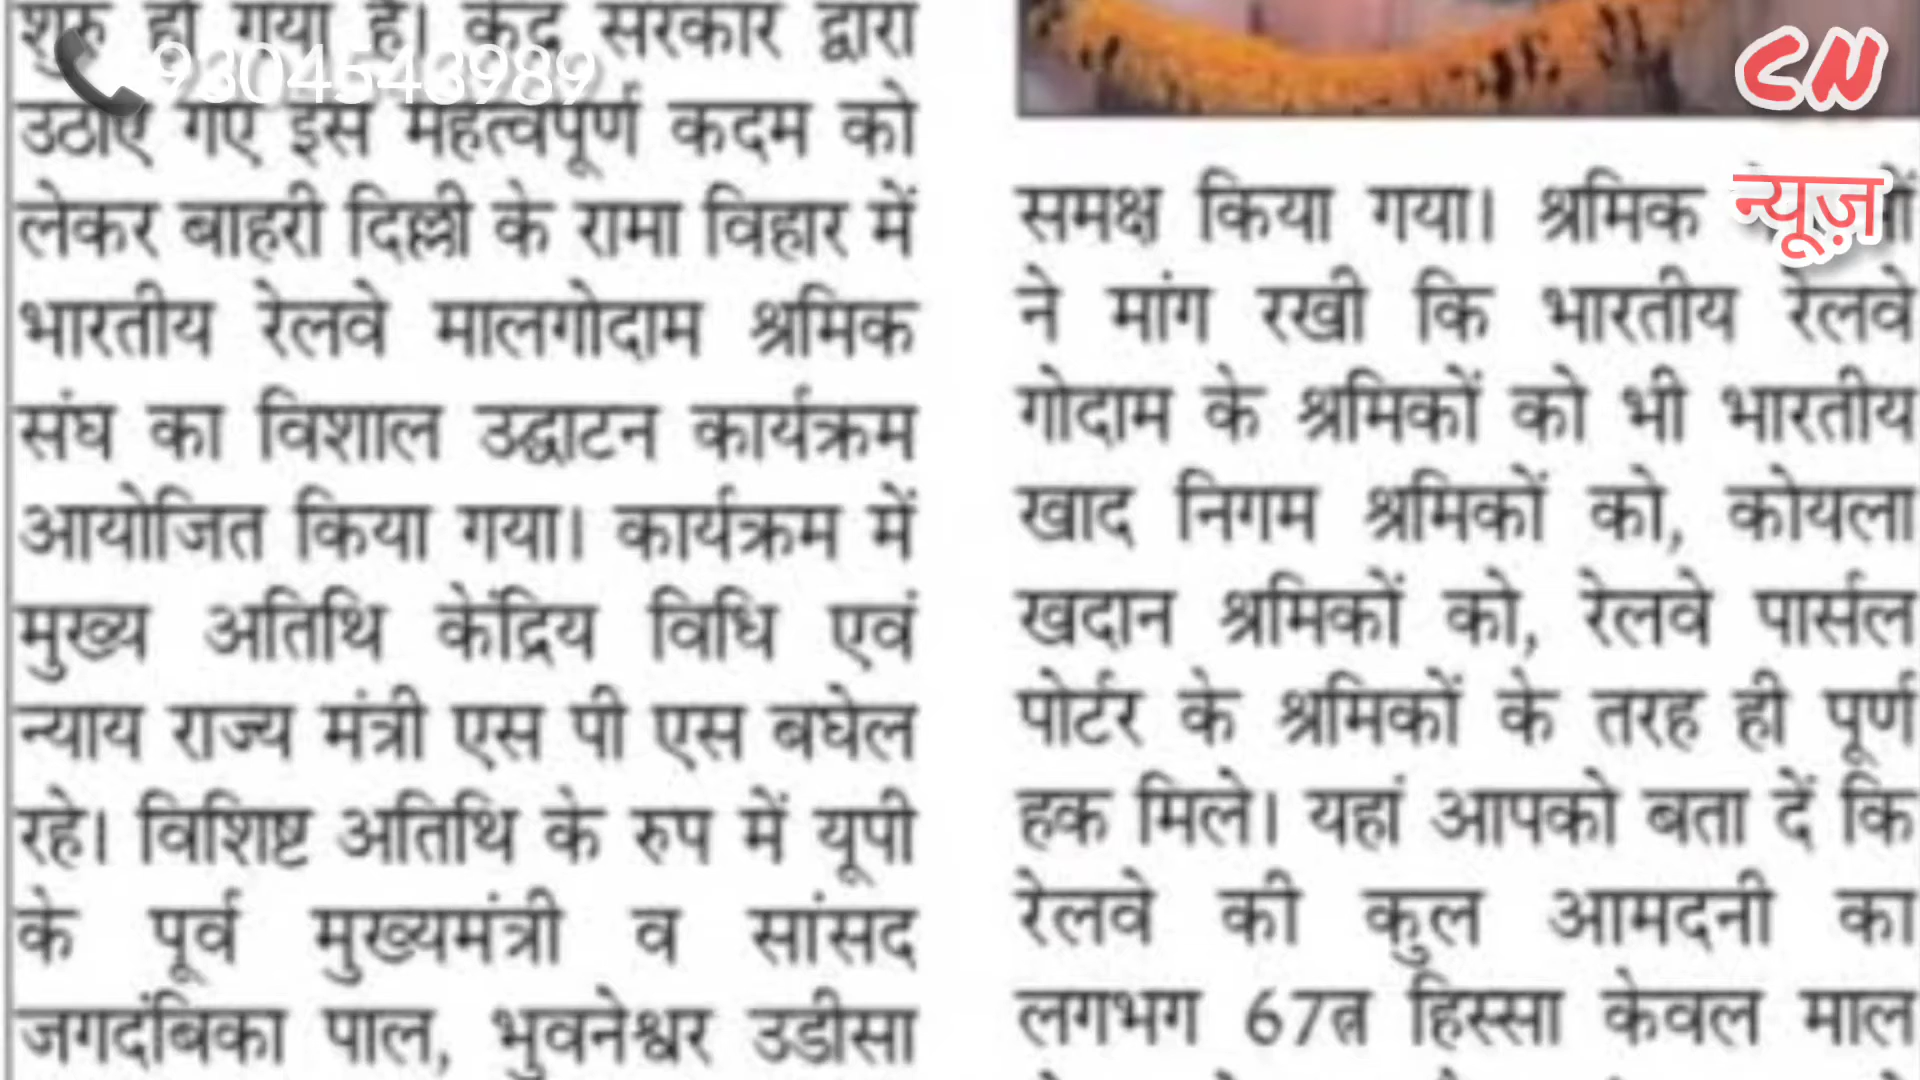 शुरु हो गया है। केंद्र सरकार द्वारा
9304543989
उठाए गए इस महत्वपूर्ण कदम को
लेकर बाहरी दिल्ली के रामा विहार में
भारतीय रेलवे मालगोदाम श्रमिक
संघ का विशाल उद्घाटन कार्यक्रम
आयोजित किया गया। कार्यक्रम में
मुख्य अतिथि केंद्रिय विधि एवं
न्याय राज्य मंत्री एस पी एस बघेल
रहे। विशिष्ट अतिथि के रुप में यूपी
के पूर्व मुख्यमंत्री व सांसद
जगदंबिका पाल, भुवनेश्वर उडीसा
CN
न्यूज़
समक्ष किया गया। श्रमिक
ने मांग रखी कि भारतीय रेलवे
गोदाम के श्रमिकों को भी भारतीय
खाद निगम श्रमिकों को, कोयला
खदान श्रमिकों को, रेलवे पार्सल
पोर्टर के श्रमिकों के तरह ही पूर्ण
हक मिले। यहां आपको बता दें कि
रेलवे की कुल आमदनी का
लगभग 67त्न हिस्सा केवल माल